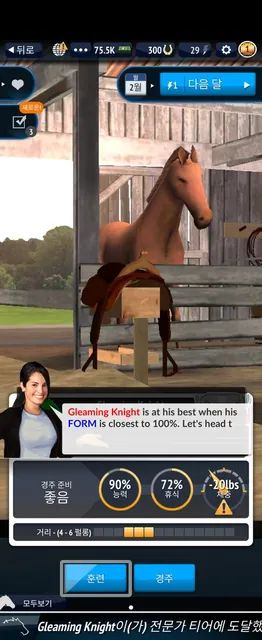 뒤로 75.5K 300 29
월
2월
1 다음 달
새로운!
3
Gleaming Knight is at his best when his
FORM is closest to 100%. Let's head t
경주 준비
좋음
90%
능력
72%
휴식
-20lbs
체중
거리 - (4 - 6 펄롱)
훈련
경주
모두보기
Gleaming Knight이(가) 전문가 티어에 도달했